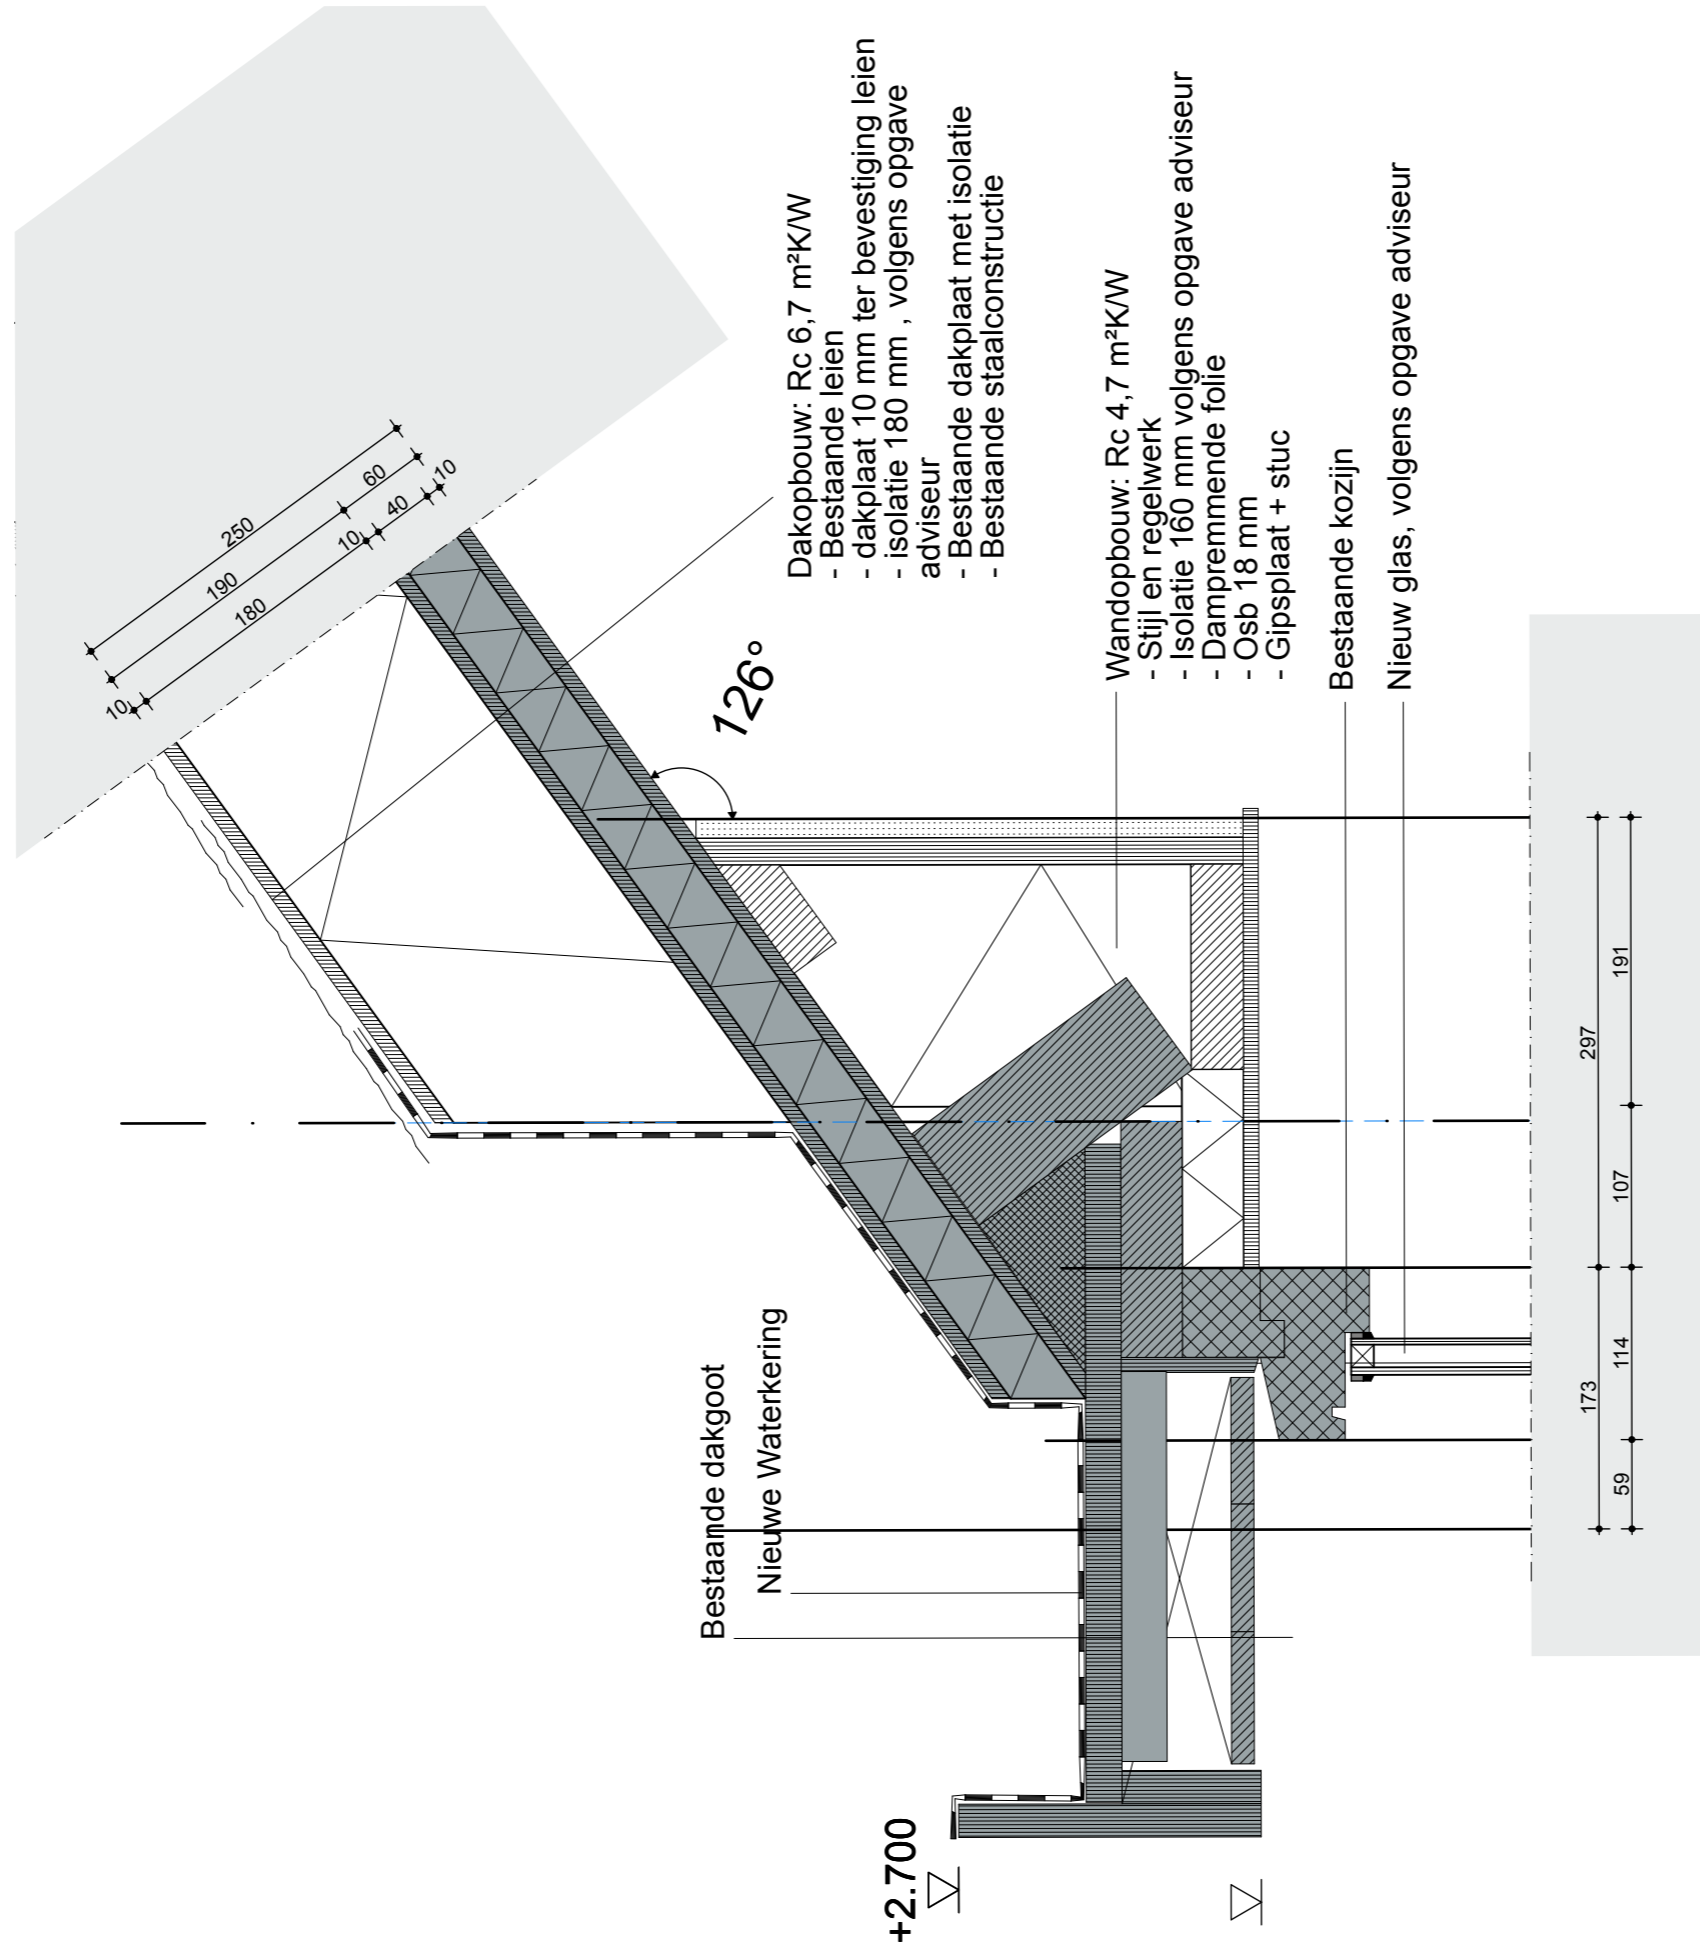 Dakopbouw: Rc 6,7 m²K/W
- Bestaande leien
- dakplaat 10 mm ter bevestiging leien
- isolatie 180 mm , volgens opgave
adviseur
- Bestaande dakplaat met isolatie
- Bestaande staalconstructie
Wandopbouw: Rc 4,7 m²K/W
- Stijl en regelwerk
- Isolatie 160 mm volgens opgave adviseur
- Dampremmende folie
- Osb 18 mm
- Gipsplaat + stuc
Bestaande kozijn
Nieuw glas, volgens opgave adviseur
Bestaande dakgoot
Nieuwe Waterkering
126°
+2.700
250
190
60
10
180
10
40
10
297
173
191
107
114
59